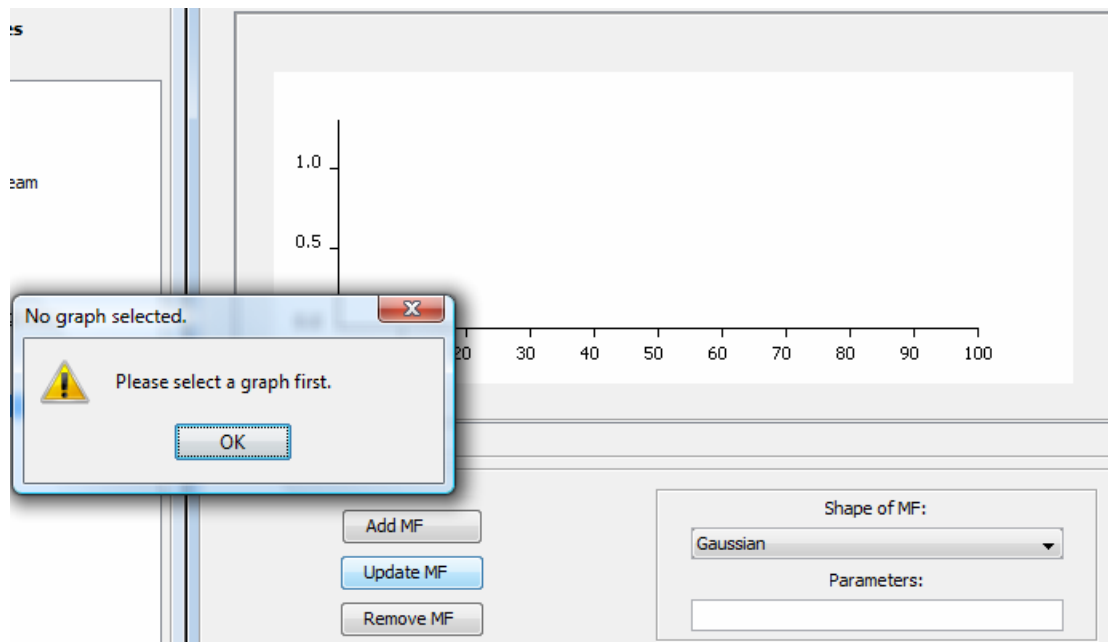 es
eam
1.0
0.5
20 30 40 50 60 70 80 90 100
No graph selected.
Please select a graph first.
OK
Add MF
Update MF
Remove MF
Shape of MF:
Gaussian
Parameters: